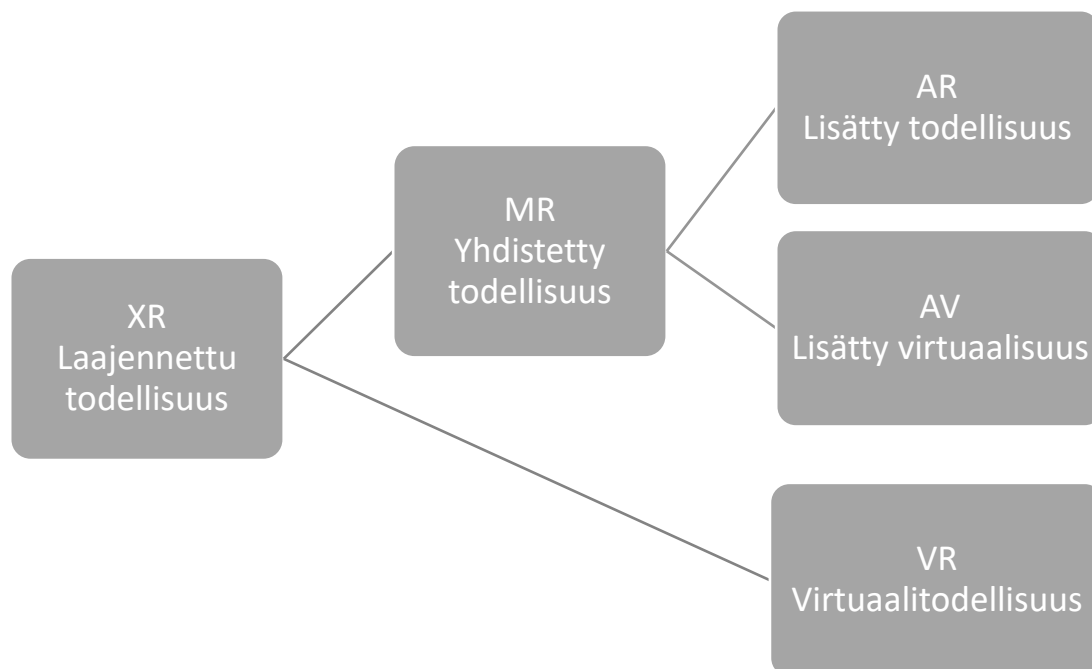 XR
Laajennettu
todellisuus
MR
Yhdistetty
todellisuus
AR
Lisätty todellisuus
AV
Lisätty virtuaalisuus
VR
Virtuaalitodellisuus